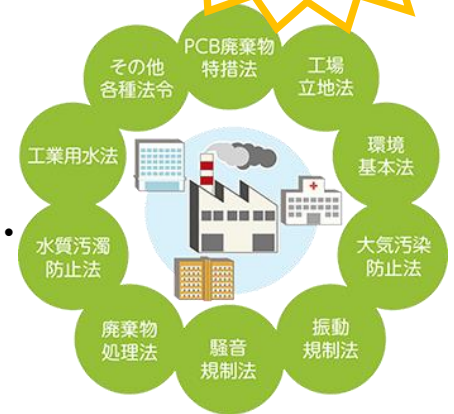 PCB廃棄物
特措法
工場
立地法
環境
基本法
大気汚染
防止法
振動
規制法
騒音
規制法
廃棄物
処理法
水質汚濁
防止法
工業用水法
その他
各種法令